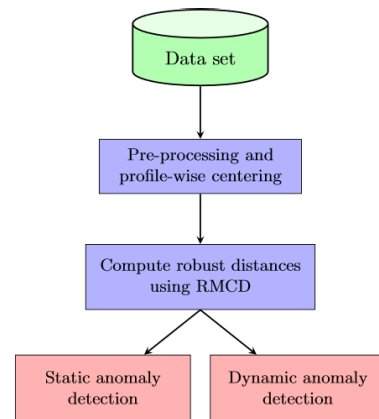 Data set
Pre-processing and
profile-wise centering
Compute robust distances
using RMCD
Static anomaly
detection
Dynamic anomaly
detection